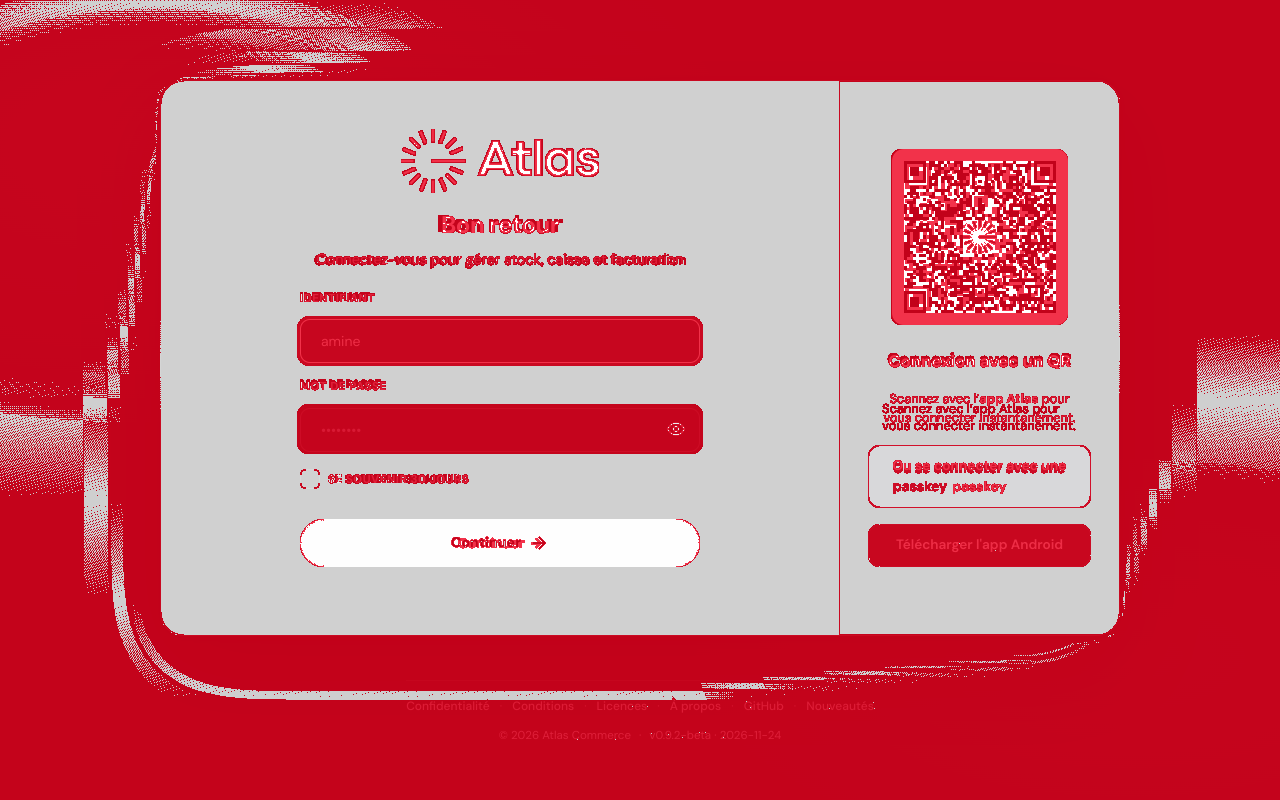 Atlas
Bon retour
Connectez-vous pour gérer stock, caisse et facturation
IDENTIFIANT
amine
MOT DE PASSE
SE SOUVENIR
Continuer
Connexion avec un QR
Scannez avec l'app Atlas pour
vous connecter instantanément.
Ou se connecter avec une
passkey
Télécharger l'app Android
Confidentialité Conditions Licences À propos GitHub Nouveautés
© 2026 Atlas Commerce · v0.9.2-beta · 2026-11-24